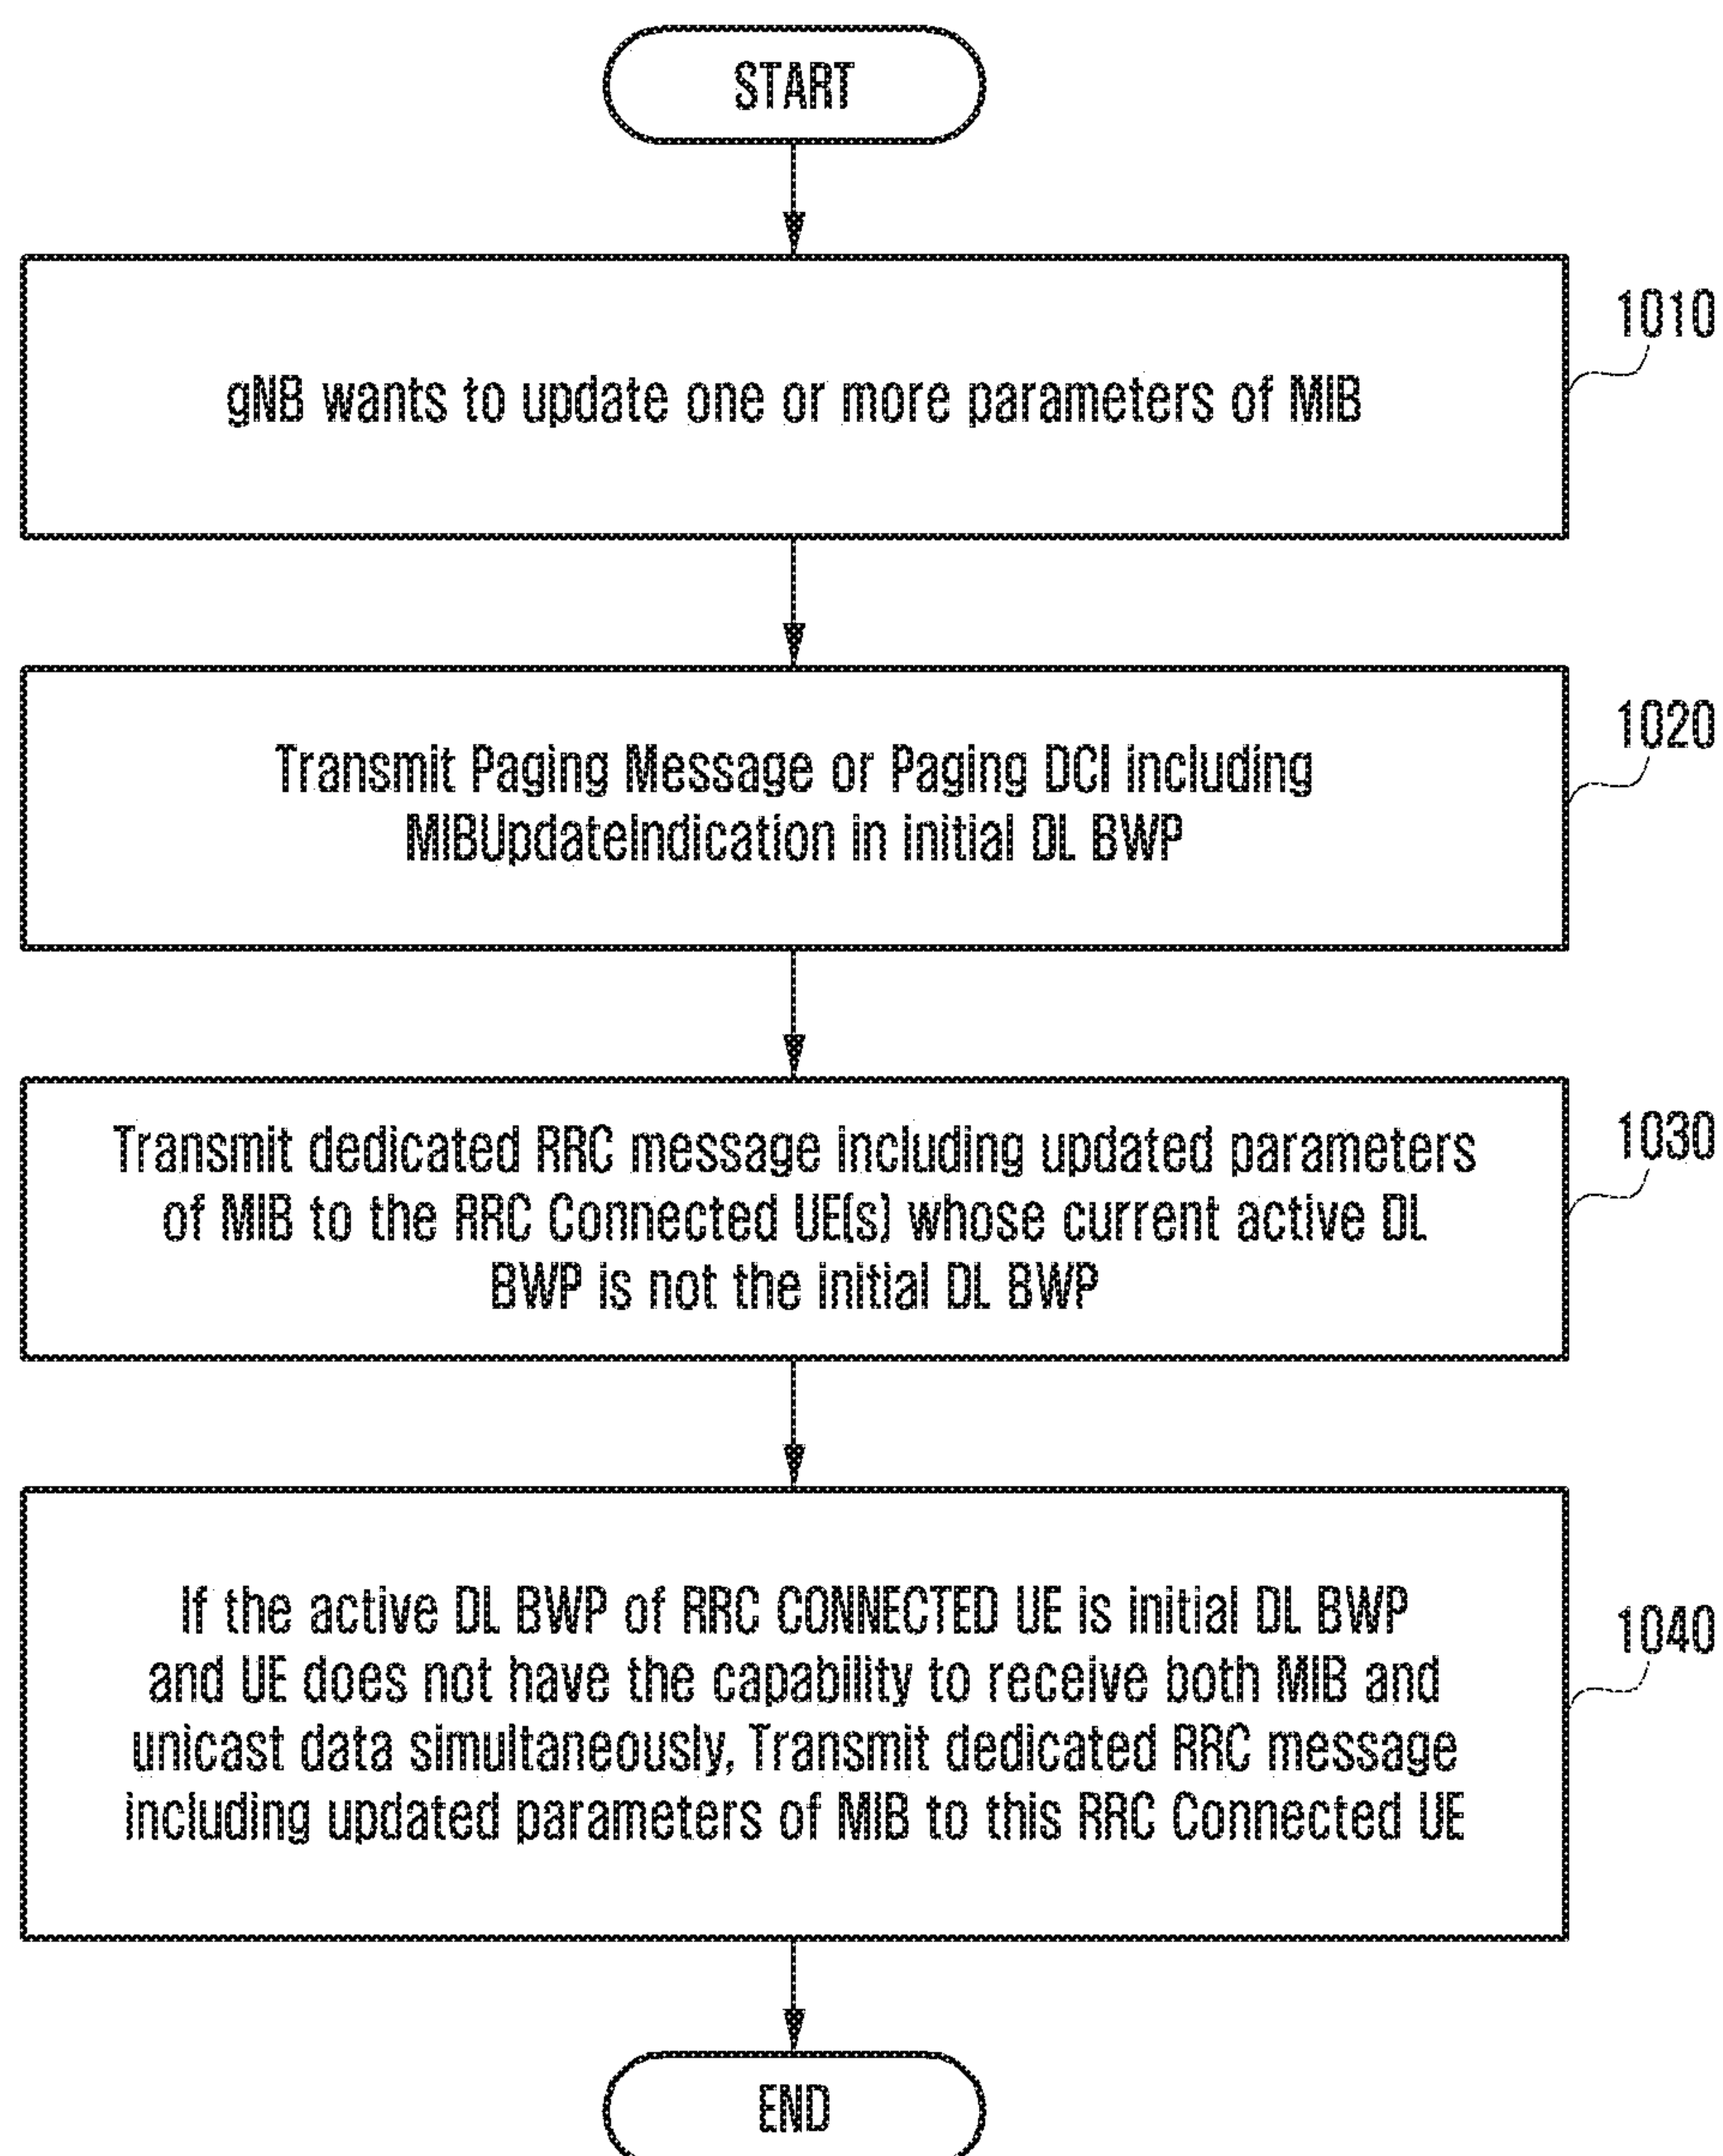 START
1010
gNB wants to update one or more parameters of MIB
1020
Transmit Paging Message or Paging DCI including
MIBUpdateIndication in initial DL BWP
1030
Transmit dedicated RRC message including updated parameters
of MIB to the RRC Connected UE(s) whose current active DL
BWP is not the initial DL BWP
1040
If the active DL BWP of RRC CONNECTED UE is initial DL BWP
and UE does not have the capability to receive both MIB and
unicast data simultaneously, Transmit dedicated RRC message
including updated parameters of MIB to this RRC Connected UE
END